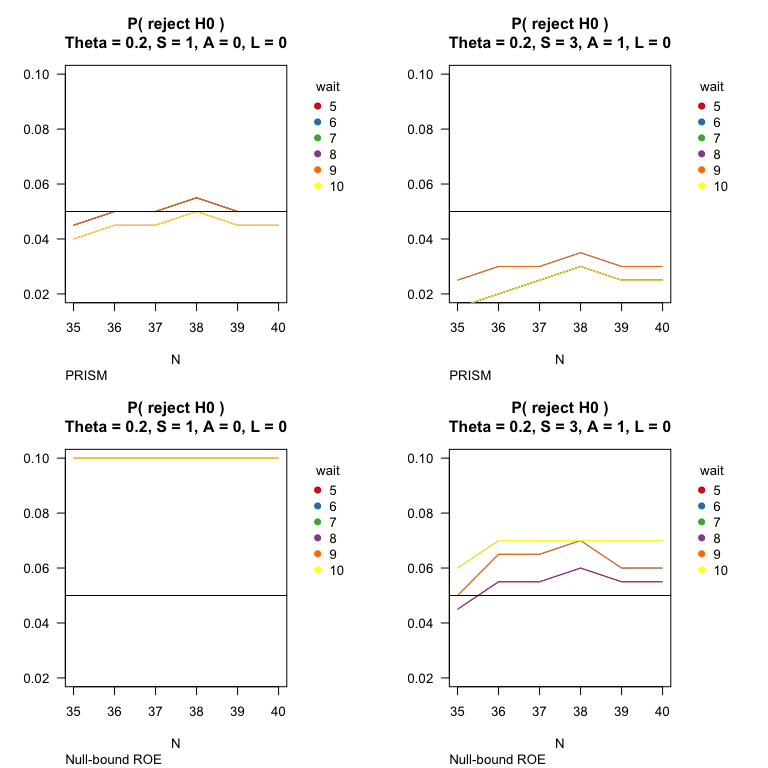 P( reject H0 )
Theta = 0.2, S = 1, A = 0, L = 0
0.10
0.08
0.06
0.04
0.02
35 36 37 38 39 40
N
PRISM
wait
5
6
7
8
9
10
P( reject H0 )
Theta = 0.2, S = 3, A = 1, L = 0
0.10
0.08
0.06
0.04
0.02
35 36 37 38 39 40
N
PRISM
wait
5
6
7
8
9
10
P( reject H0 )
Theta = 0.2, S = 1, A = 0, L = 0
0.10
0.08
0.06
0.04
0.02
35 36 37 38 39 40
N
Null-bound ROE
wait
5
6
7
8
9
10
P( reject H0 )
Theta = 0.2, S = 3, A = 1, L = 0
0.10
0.08
0.06
0.04
0.02
35 36 37 38 39 40
N
Null-bound ROE
wait
5
6
7
8
9
10